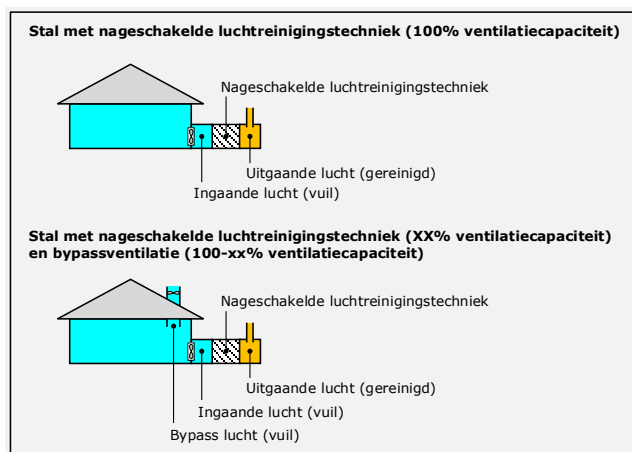 Stal met nageschakelde luchtreinigingstechniek (100% ventilatiecapaciteit)
Nageschakelde luchtreinigingstechniek
Uitgaande lucht (gereinigd)
Ingaande lucht (vuil)
Stal met nageschakelde luchtreinigingstechniek (XX% ventilatiecapaciteit)
en bypassventilatie (100-xx% ventilatiecapaciteit)
Nageschakelde luchtreinigingstechniek
Uitgaande lucht (gereinigd)
Ingaande lucht (vuil)
Bypass lucht (vuil)